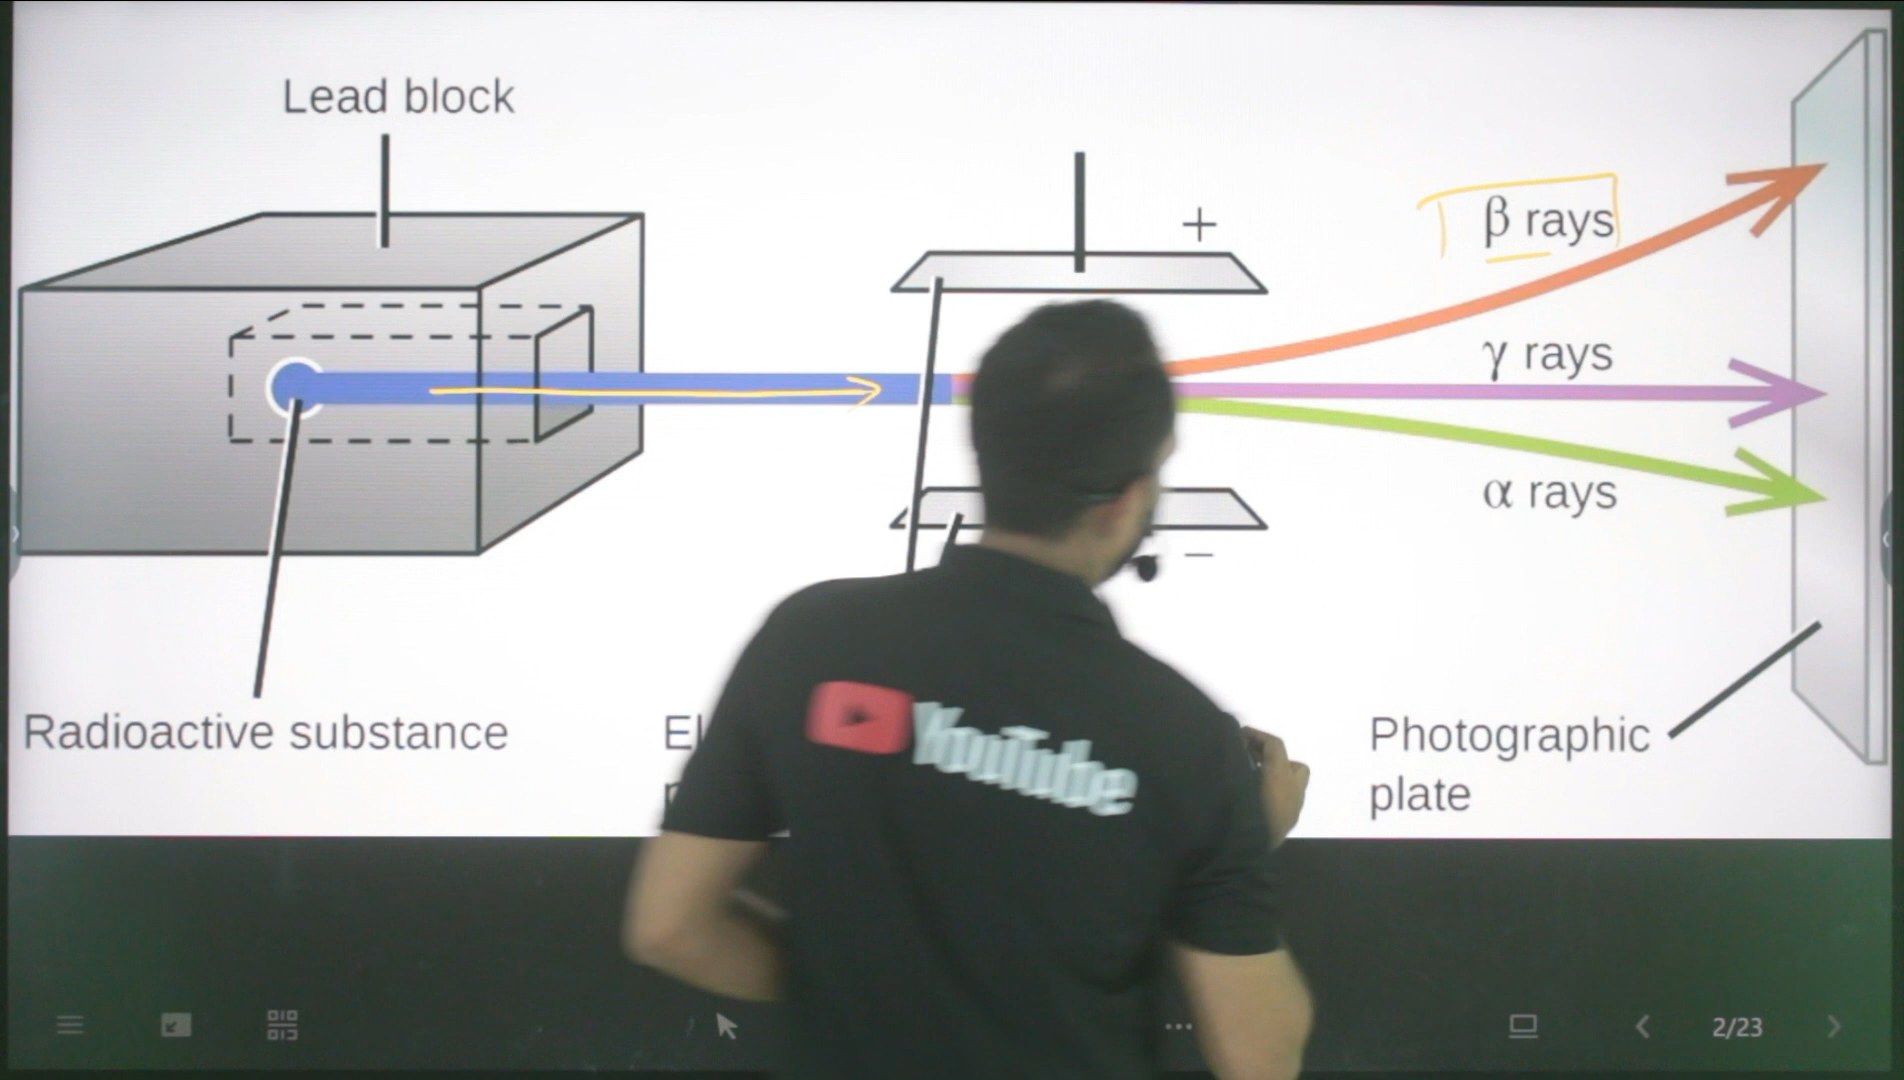 Lead block
+
β rays
γ rays
α rays
−
Radioactive substance
El
Photographic
plate
YouTube
2/23